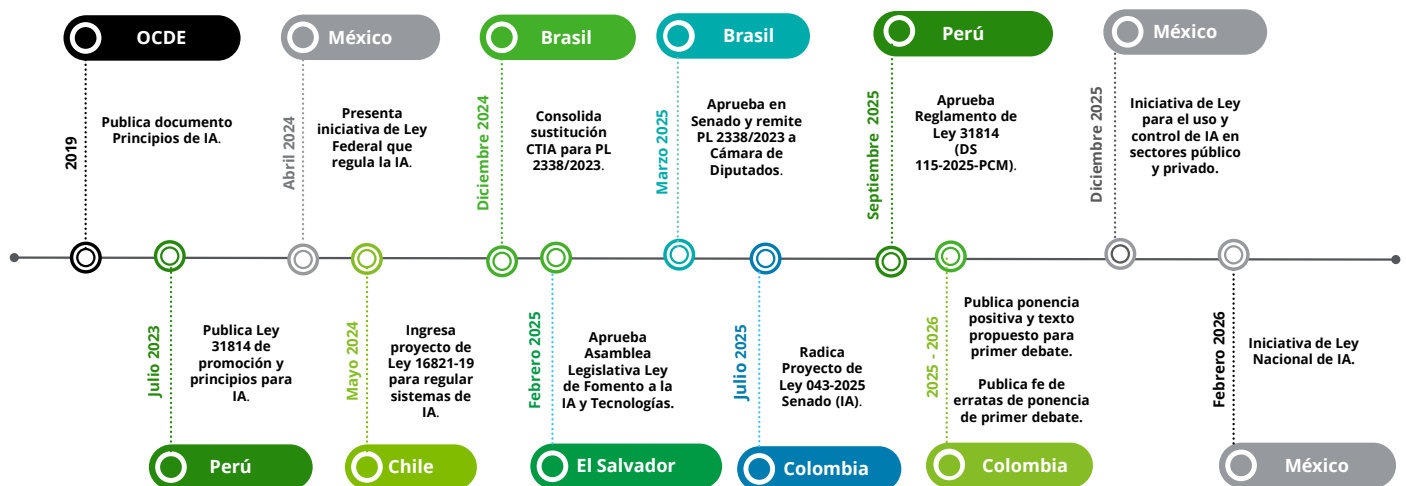 OCDE
2019
Publica documento
Principios de IA.
México
Abril 2024
Presenta
iniciativa de Ley
Federal que
regula la IA.
Brasil
Diciembre 2024
Consolida
sustitución
CTIA para PL
2338/2023.
Brasil
Marzo 2025
Aprueba en
Senado y remite
PL 2338/2023 a
Cámara de
Diputados.
Perú
Septiembre 2025
Aprueba
Reglamento de
Ley 31814
(DS
115-2025-PCM).
México
Diciembre 2025
Iniciativa de Ley
para el uso y
control de IA en
sectores público
y privado.
Julio 2023
Publica Ley
31814 de
promoción y
principios para
IA.
Perú
Mayo 2024
Ingresa
proyecto de
Ley 16821-19
para regular
sistemas de
IA.
Chile
Febrero 2025
Aprueba
Asamblea
Legislativa Ley
de Fomento a la
IA y Tecnologías.
El Salvador
Julio 2025
Radica
Proyecto de
Ley 043-2025
Senado (IA).
Colombia
2025 - 2026
Publica ponencia
positiva y texto
propuesto para
primer debate.
Publica fe de
erratas de ponencia
de primer debate.
Colombia
Febrero 2026
Iniciativa de Ley
Nacional de IA.
México